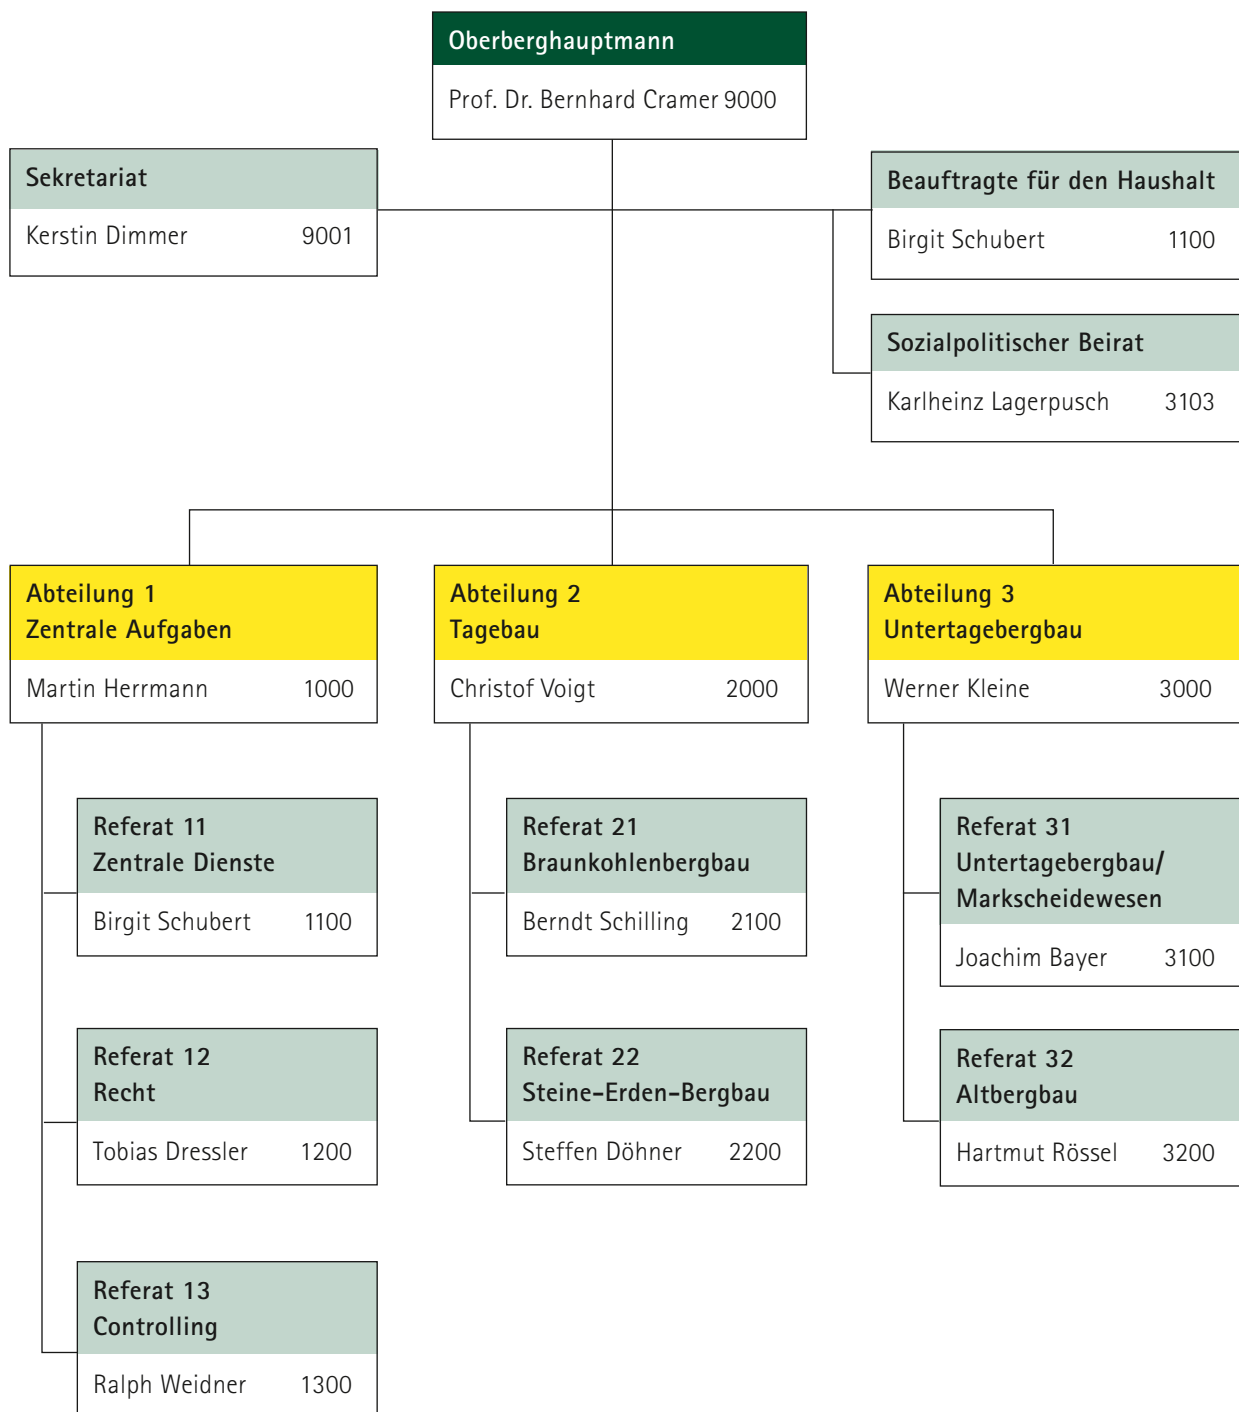 Oberberghauptmann
Prof. Dr. Bernhard Cramer 9000
Sekretariat
Kerstin Dimmer 9001
Beauftragte für den Haushalt
Birgit Schubert 1100
Sozialpolitischer Beirat
Karlheinz Lagerpusch 3103
Abteilung 1
Zentrale Aufgaben
Martin Herrmann 1000
Referat 11
Zentrale Dienste
Birgit Schubert 1100
Referat 12
Recht
Tobias Dressler 1200
Referat 13
Controlling
Ralph Weidner 1300
Abteilung 2
Tagebau
Christof Voigt 2000
Referat 21
Braunkohlenbergbau
Berndt Schilling 2100
Referat 22
Steine-Erden-Bergbau
Steffen Döhner 2200
Abteilung 3
Untertagebergbau
Werner Kleine 3000
Referat 31
Untertagebergbau/
Markscheidewesen
Joachim Bayer 3100
Referat 32
Altbergbau
Hartmut Rössel 3200